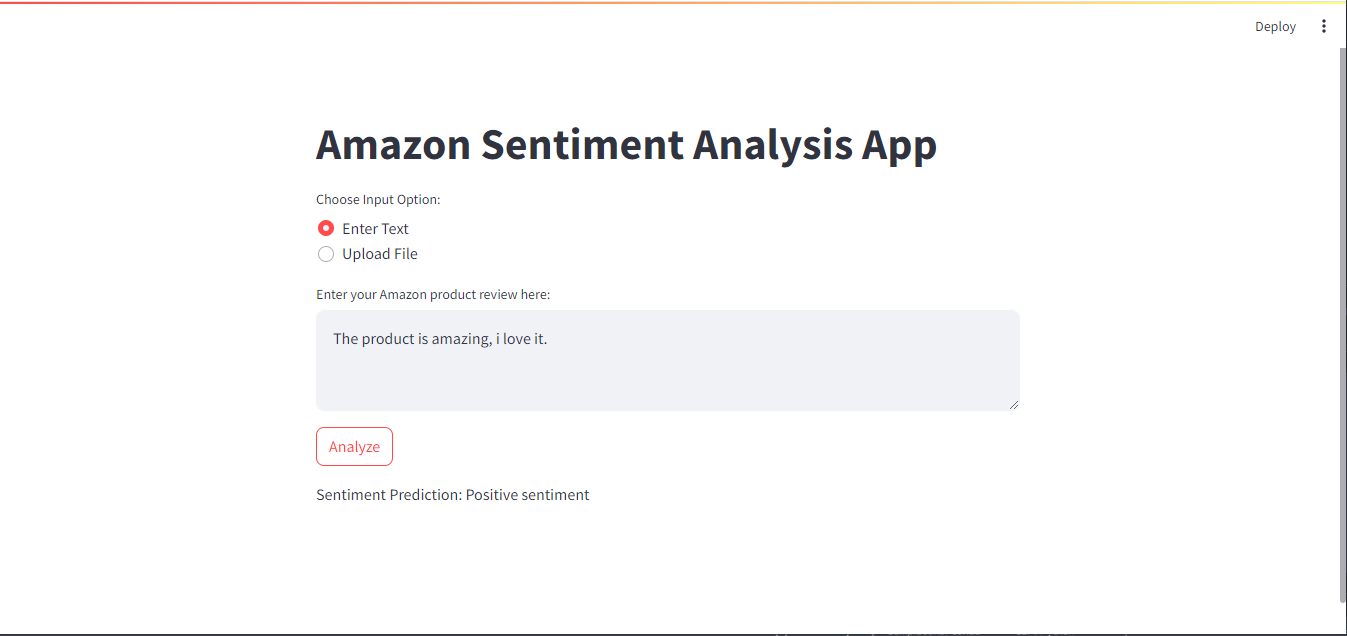 Deploy
Amazon Sentiment Analysis App
Choose Input Option:
Enter Text
Upload File
Enter your Amazon product review here:
The product is amazing, i love it.
Analyze
Sentiment Prediction: Positive sentiment